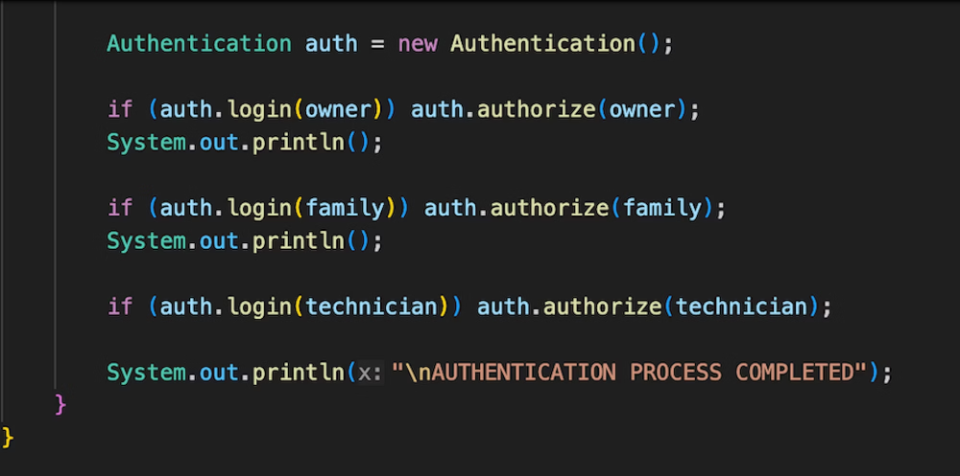 Authentication auth = new Authentication();
if (auth.login(owner)) auth.authorize(owner);
System.out.println();
if (auth.login(family)) auth.authorize(family);
System.out.println();
if (auth.login(technician)) auth.authorize(technician);
System.out.println(x: "\nAUTHENTICATION PROCESS COMPLETED");
}
}